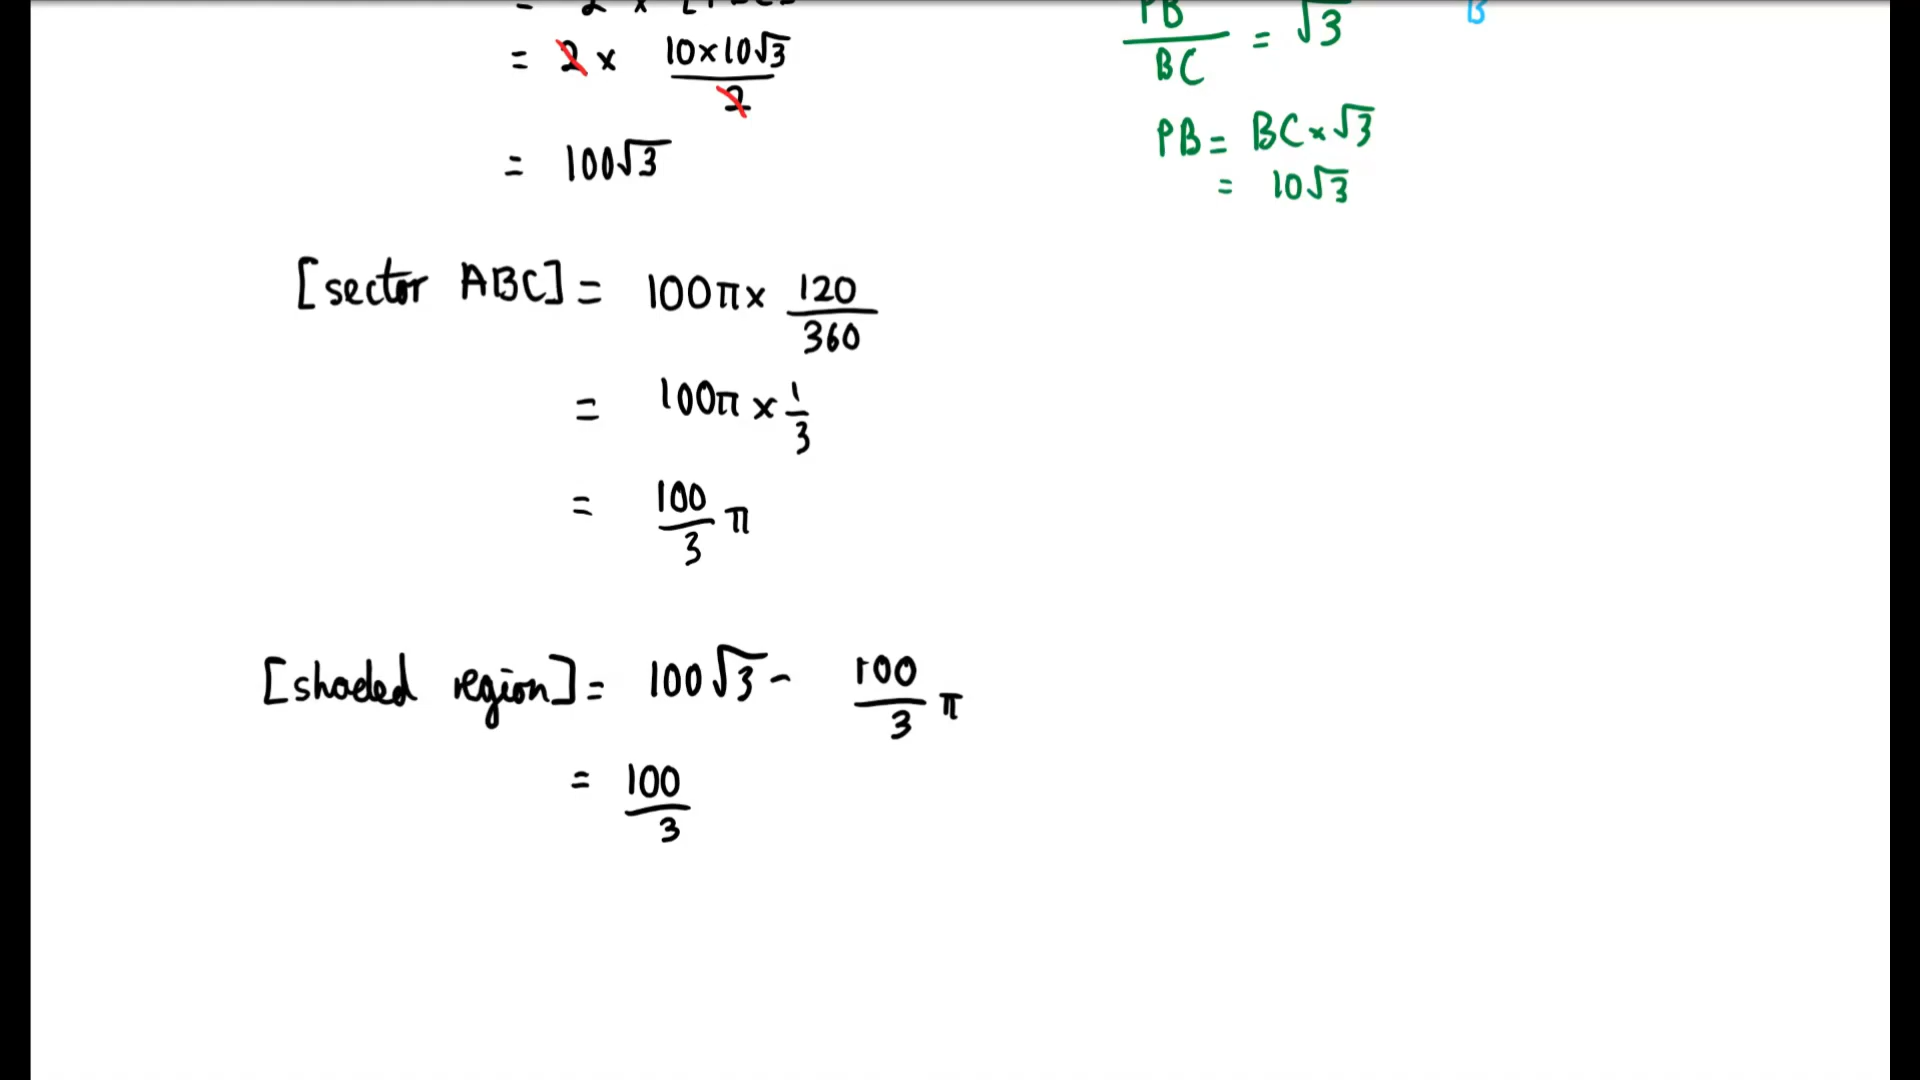 = 2 ×
= 2 × 10×10√3 / 2
= 100√3
PB / BC = √3
B
PB = BC × √3
= 10√3
[sector ABC] = 100π × 120 / 360
= 100π × 1 / 3
= 100 / 3 π
[shaded region] = 100√3 - 100 / 3 π
= 100 / 3